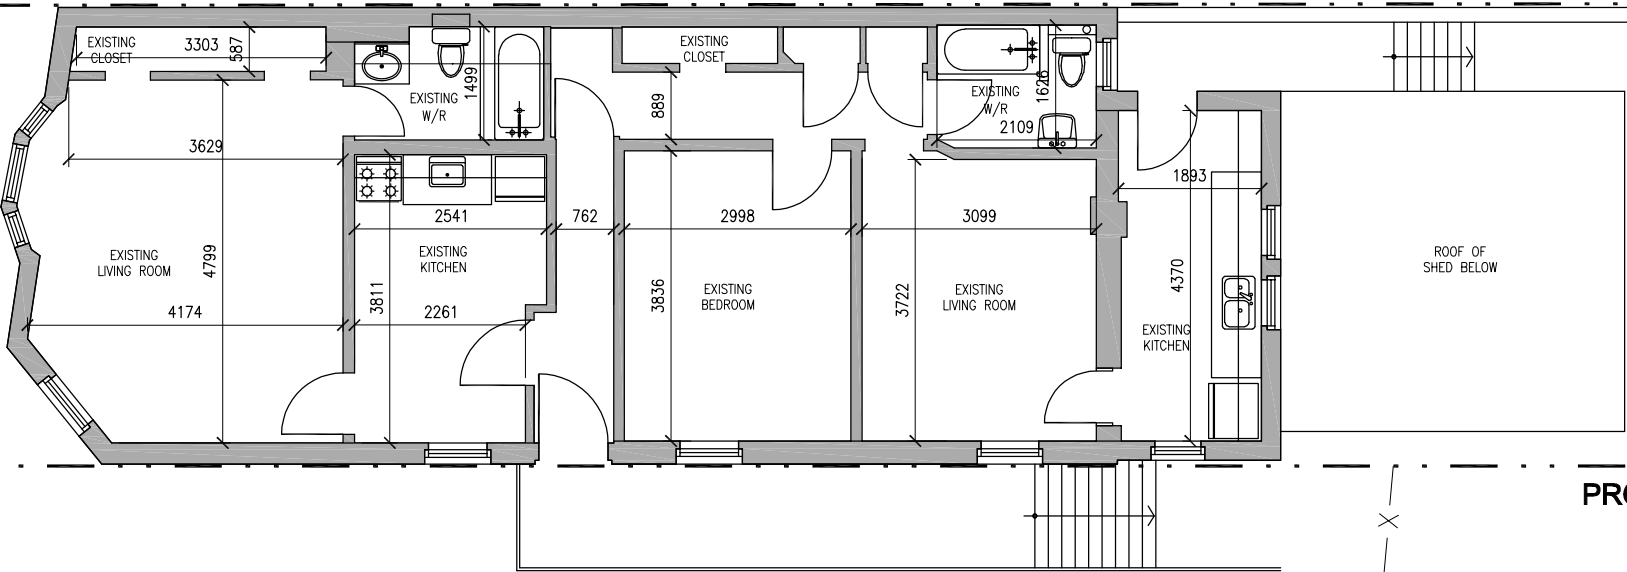 EXISTING
CLOSET
3303
587
EXISTING
W/R
1499
EXISTING
CLOSET
889
EXISTING
W/R
1626
2109
3629
1893
2541
762
2998
3099
EXISTING
LIVING ROOM
4799
EXISTING
KITCHEN
3811
4174
2261
EXISTING
BEDROOM
3836
EXISTING
LIVING ROOM
3722
4370
EXISTING
KITCHEN
ROOF OF
SHED BELOW
PRO
X